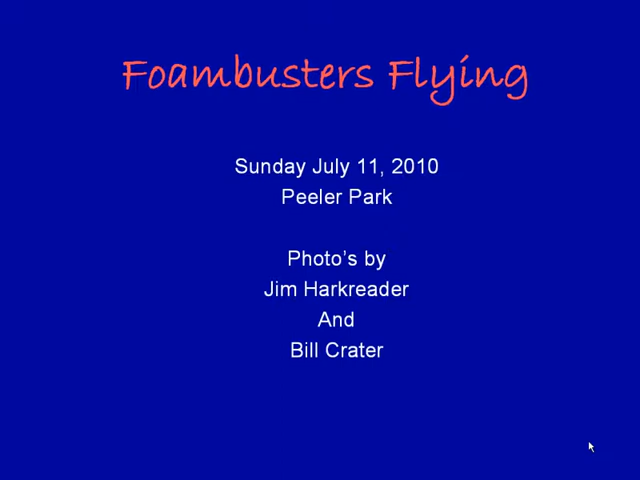 Foambusters Flying
Sunday July 11, 2010
Peeler Park
Photo's by
Jim Harkreader
And
Bill Crater